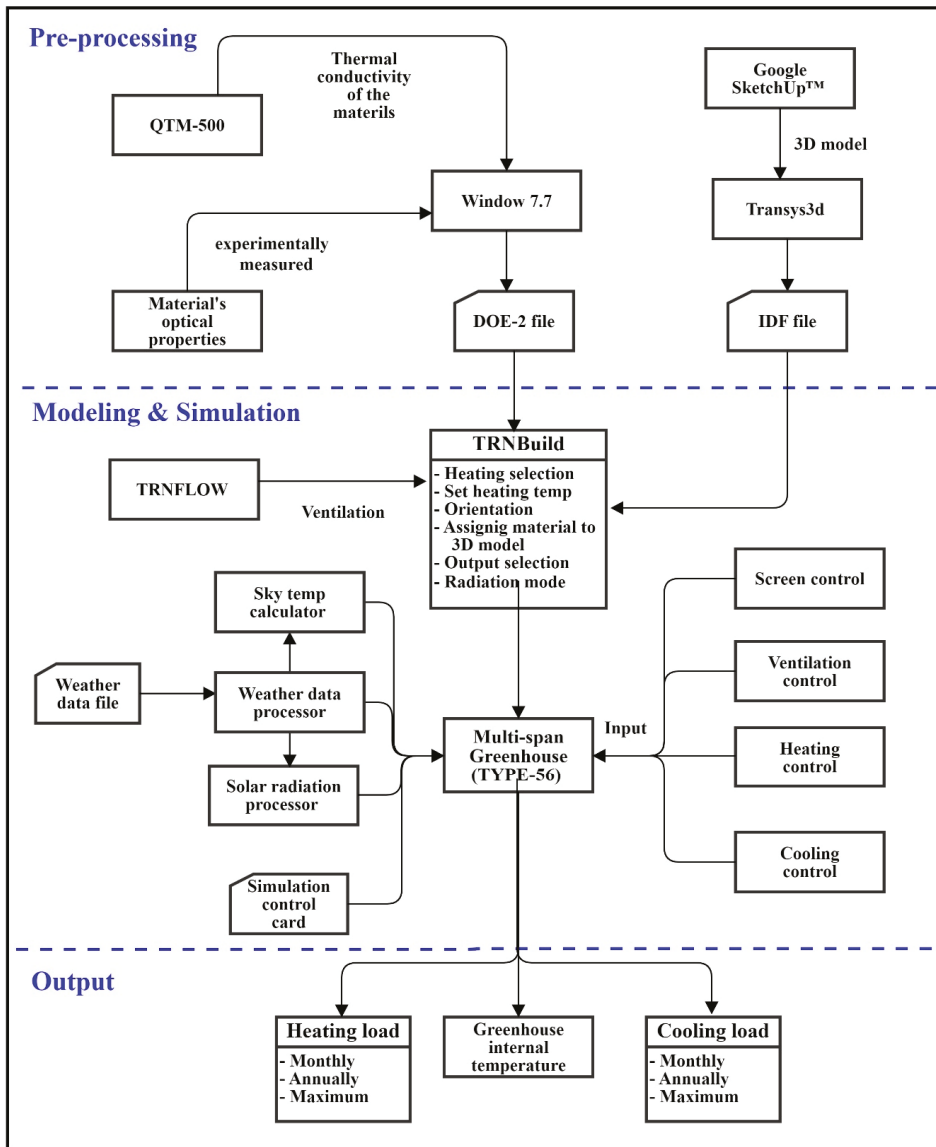 Pre-processing
Thermal
conductivity
of the
materils
QTM-500
Google
SketchUp™
3D model
Window 7.7
Transys3d
experimentally
measured
Material's
optical
properties
DOE-2 file
IDF file
Modeling & Simulation
TRNBuild
- Heating selection
- Set heating temp
- Orientation
- Assignig material to
3D model
- Output selection
- Radiation mode
TRNFLOW
Ventilation
Sky temp
calculator
Weather
data file
Weather data
processor
Solar radiation
processor
Simulation
control
card
Multi-span
Greenhouse
(TYPE-56)
Input
Screen control
Ventilation
control
Heating
control
Cooling
control
Output
Heating load
- Monthly
- Annually
- Maximum
Greenhouse
internal
temperature
Cooling load
- Monthly
- Annually
- Maximum